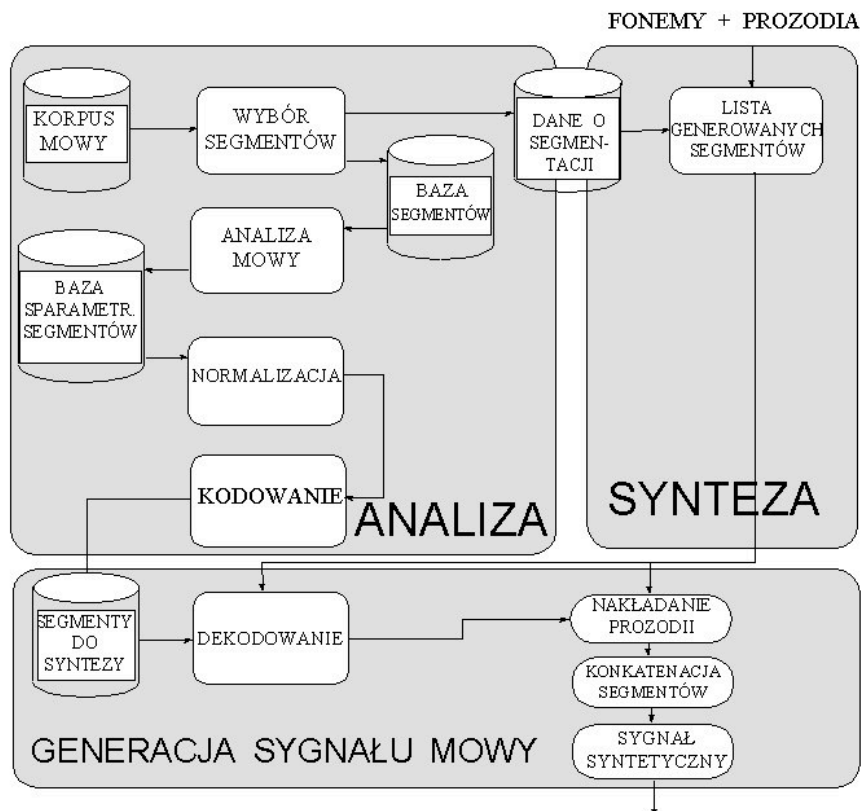 FONEMY + PROZODIA
KORPUS
MOWY
WYBÓR
SEGMENTÓW
DANE O
SEGMEN-
TACJI
LISTA
GENEROWANYCH
SEGMENTÓW
BAZA
SEGMENTÓW
ANALIZA
MOWY
BAZA
SPARAMETR.
SEGMENTÓW
NORMALIZACJA
KODOWANIE
ANALIZA
SYNTEZA
SEGMENTY
DO
SYNTEZY
DEKODOWANIE
NAKŁADANIE
PROZODII
KONKATENACJA
SEGMENTÓW
SYGNAŁ
SYNTETYCZNY
GENERACJA SYGNAŁU MOWY